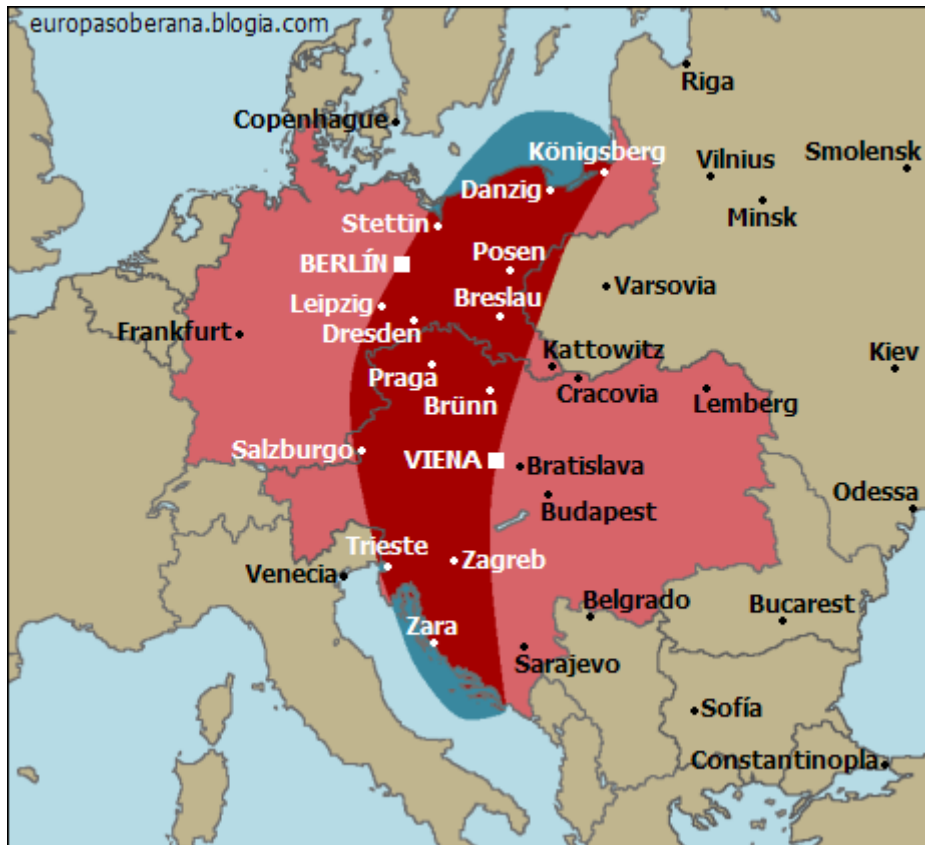 europasoberana.blogia.com
Riga
Copenhague
Königsberg
Vilnius
Smolensk
Danzig
Minsk
Stettin
Posen
BERLÍN
Varsovia
Leipzig
Breslau
Frankfurt
Dresden
Kattowitz
Kiev
Praga
Cracovia
Brünn
Lemberg
Salzburgo
VIENA
Bratislava
Odessa
Budapest
Trieste
Venecia
Zagreb
Belgrado
Bucarest
Zara
Sarajevo
Sofía
Constantinopla